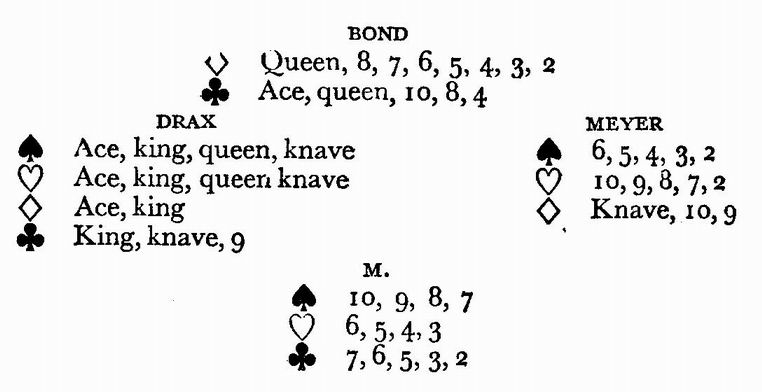 BOND
♢ Queen, 8, 7, 6, 5, 4, 3, 2
♣ Ace, queen, 10, 8, 4
DRAX
♠ Ace, king, queen, knave
♡ Ace, king, queen knave
♢ Ace, king
♣ King, knave, 9
MEYER
♠ 6, 5, 4, 3, 2
♡ 10, 9, 8, 7, 2
♢ Knave, 10, 9
M.
♠ 10, 9, 8, 7
♡ 6, 5, 4, 3
♣ 7, 6, 5, 3, 2